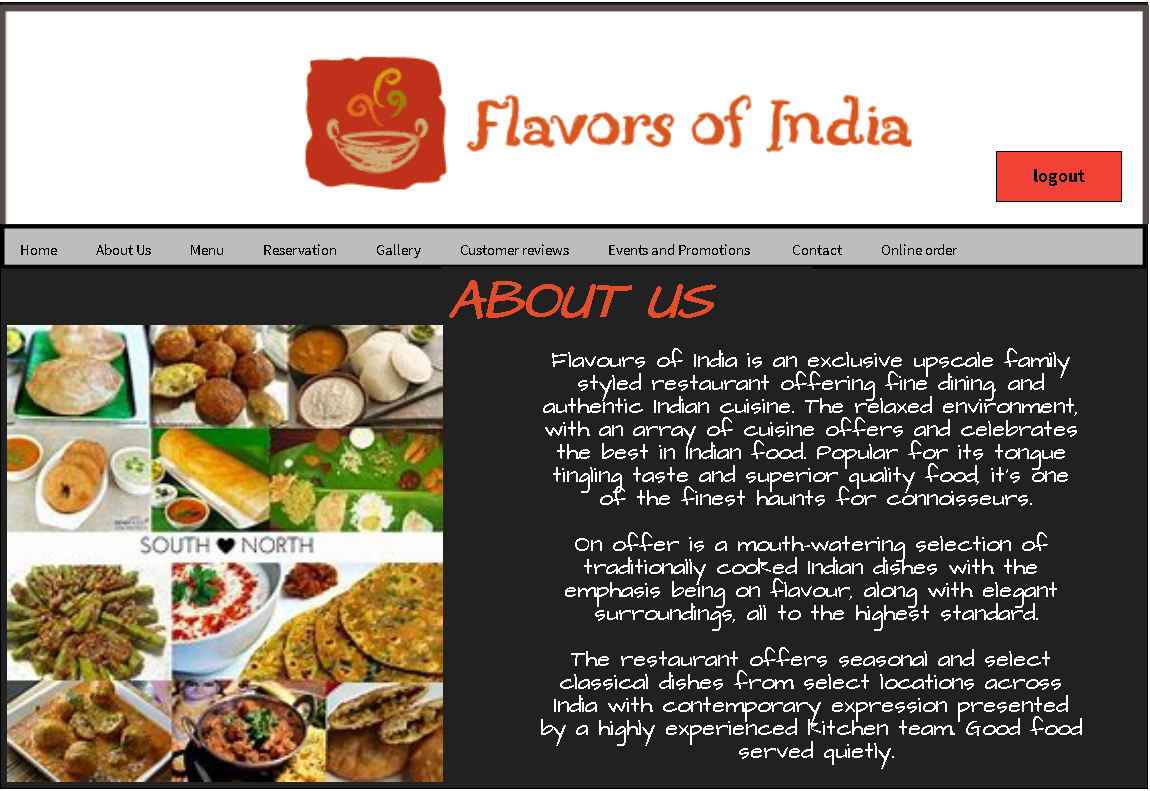 Flavors of India
logout
Home About Us Menu Reservation Gallery Customer reviews Events and Promotions Contact Online order
ABOUT US
Flavours of India is an exclusive upscale family
styled restaurant offering fine dining and
authentic Indian cuisine. The relaxed environment,
with an array of cuisine offers and celebrates
the best in Indian food. Popular for its tongue
tingling taste and superior quality food, it's one
of the finest haunts for connoisseurs.
On offer is a mouth-watering selection of
traditionally cooked Indian dishes with the
emphasis being on flavour, along with elegant
surroundings, all to the highest standard.
The restaurant offers seasonal and select
classical dishes from select locations across
India with contemporary expression presented
by a highly experienced kitchen team. Good food
served quietly.
SOUTH ♥ NORTH